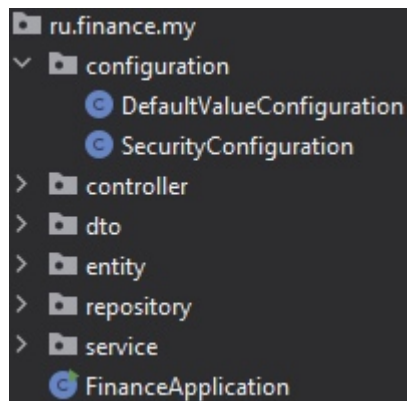 ru.finance.my
configuration
DefaultValueConfiguration
SecurityConfiguration
controller
dto
entity
repository
service
FinanceApplication